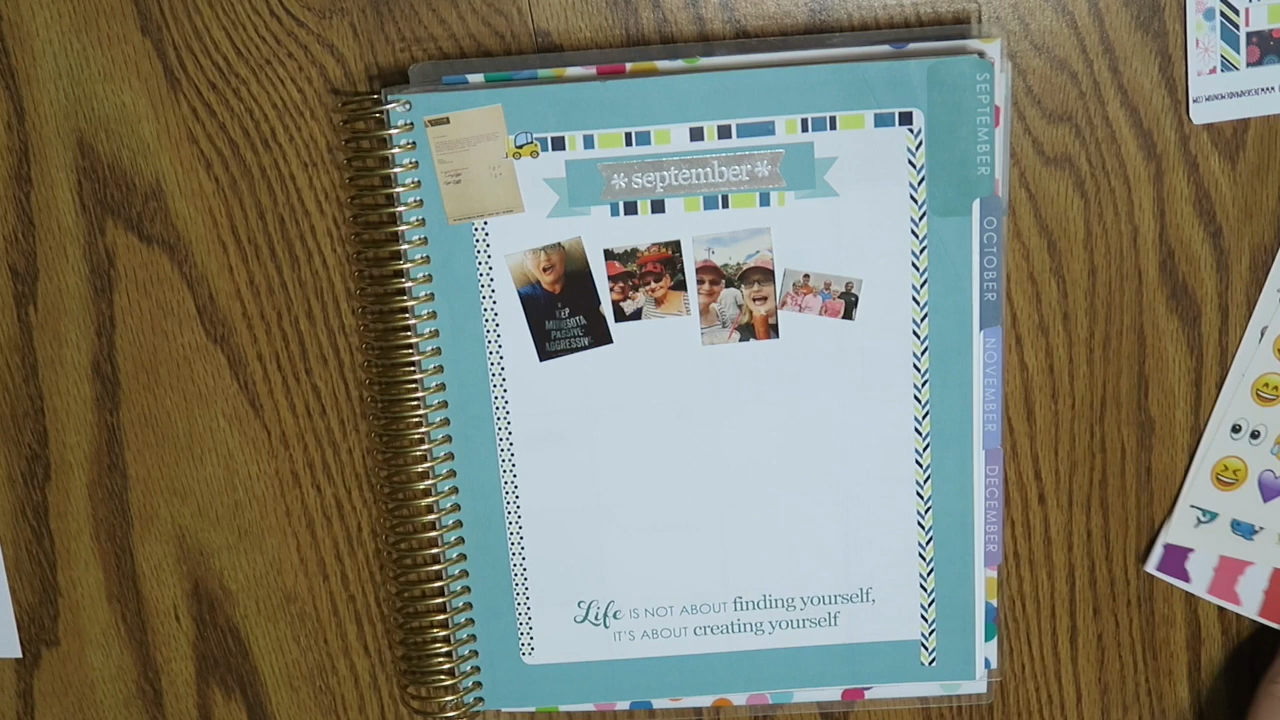 *september*
SEPTEMBER
OCTOBER
NOVEMBER
DECEMBER
KEEP
MINNESOTA
PASSIVE-
AGGRESSIVE
Life IS NOT ABOUT finding yourself,
IT'S ABOUT creating yourself